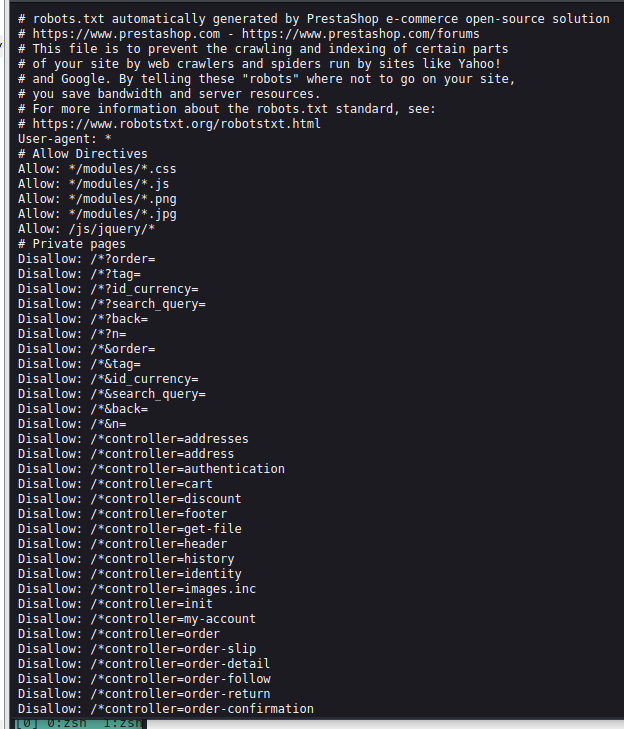 # robots.txt automatically generated by PrestaShop e-commerce open-source solution
# https://www.prestashop.com - https://www.prestashop.com/forums
# This file is to prevent the crawling and indexing of certain parts
# of your site by web crawlers and spiders run by sites like Yahoo!
# and Google. By telling these "robots" where not to go on your site,
# you save bandwidth and server resources.
# For more information about the robots.txt standard, see:
# https://www.robotstxt.org/robotstxt.html
User-agent: *
# Allow Directives
Allow: */modules/*.css
Allow: */modules/*.js
Allow: */modules/*.png
Allow: */modules/*.jpg
Allow: /js/jquery/*
# Private pages
Disallow: /*?order=
Disallow: /*?tag=
Disallow: /*?id_currency=
Disallow: /*?search_query=
Disallow: /*?back=
Disallow: /*?n=
Disallow: /*&order=
Disallow: /*&tag=
Disallow: /*&id_currency=
Disallow: /*&search_query=
Disallow: /*&back=
Disallow: /*&n=
Disallow: /*controller=addresses
Disallow: /*controller=address
Disallow: /*controller=authentication
Disallow: /*controller=cart
Disallow: /*controller=discount
Disallow: /*controller=footer
Disallow: /*controller=get-file
Disallow: /*controller=header
Disallow: /*controller=history
Disallow: /*controller=identity
Disallow: /*controller=images.inc
Disallow: /*controller=init
Disallow: /*controller=my-account
Disallow: /*controller=order
Disallow: /*controller=order-slip
Disallow: /*controller=order-detail
Disallow: /*controller=order-follow
Disallow: /*controller=order-return
Disallow: /*controller=order-confirmation
[0] 0:zsh 1:zsh